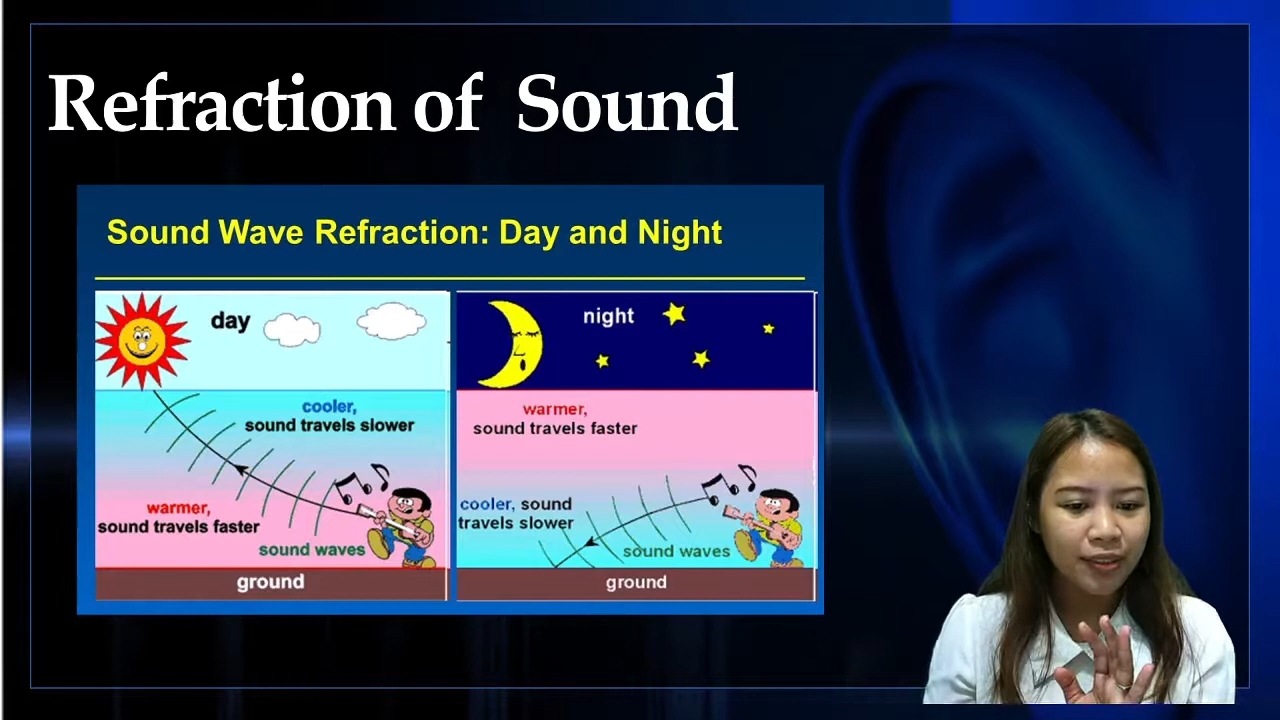 Refraction of Sound
Sound Wave Refraction: Day and Night
day
cooler,
sound travels slower
warmer,
sound travels faster
sound waves
ground
night
warmer,
sound travels faster
cooler, sound
travels slower
sound waves
ground